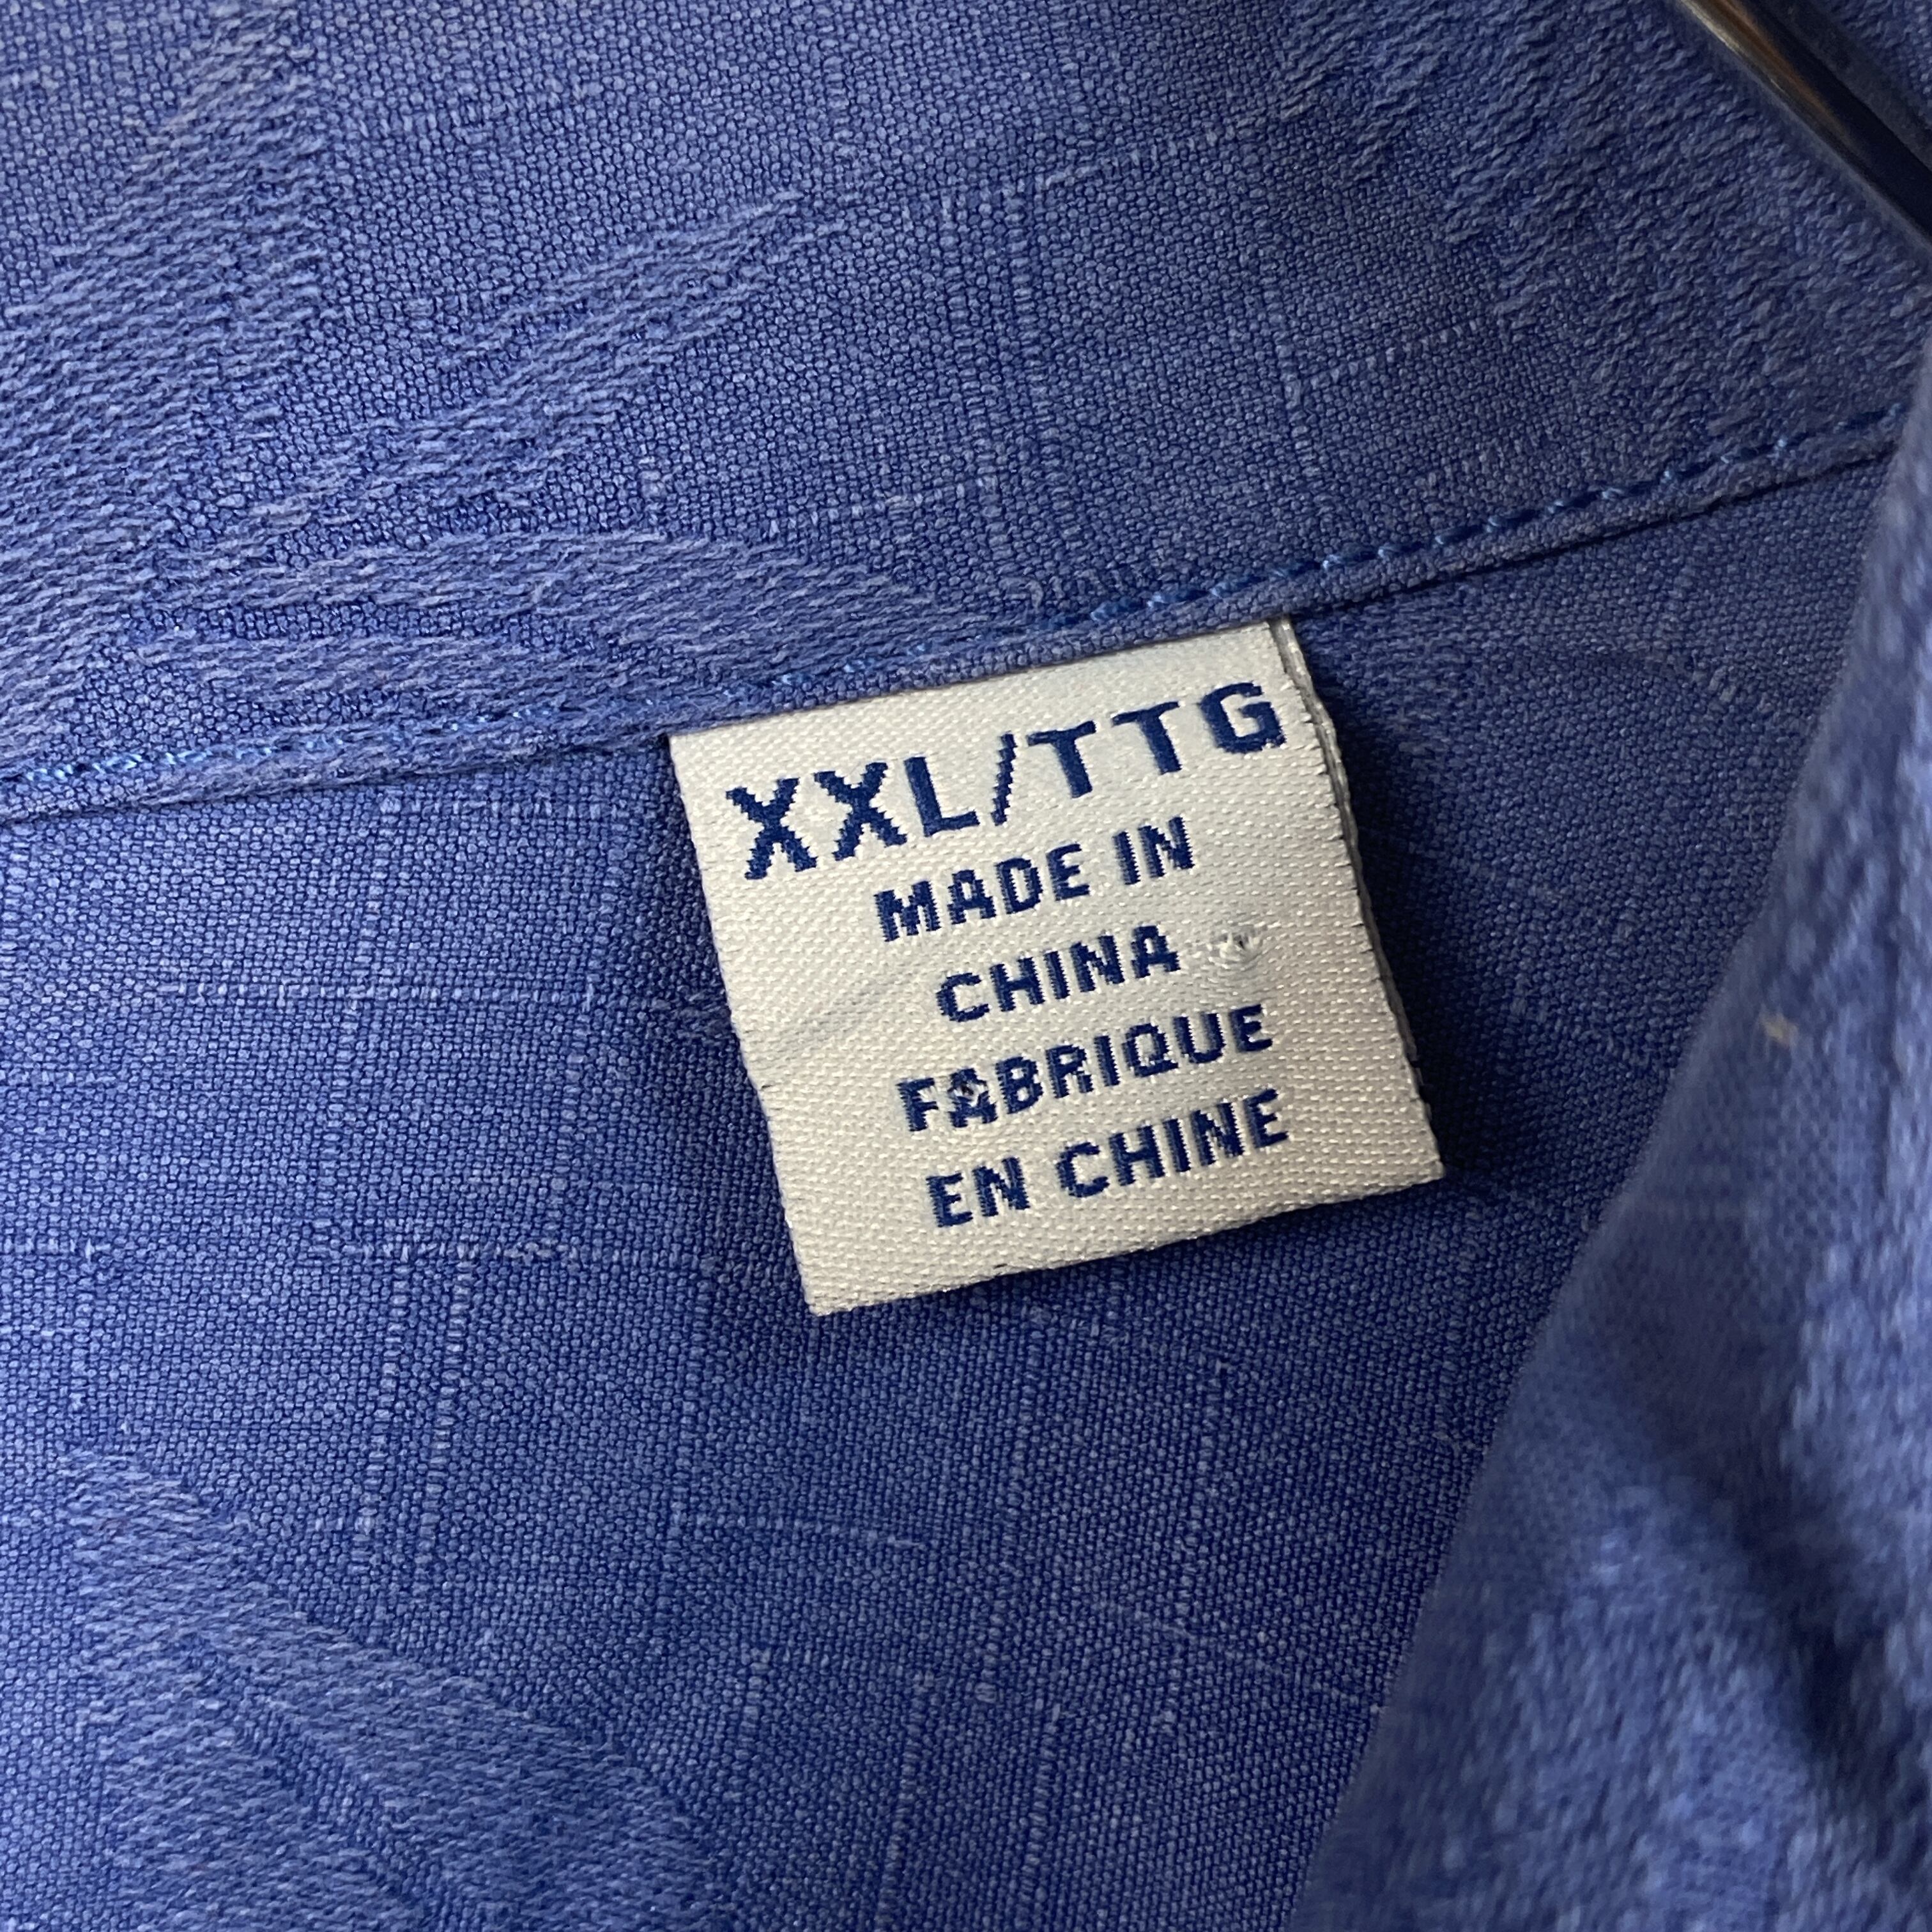 XXL/TTG
MADE IN
CHINA
FABRIQUE
EN CHINE